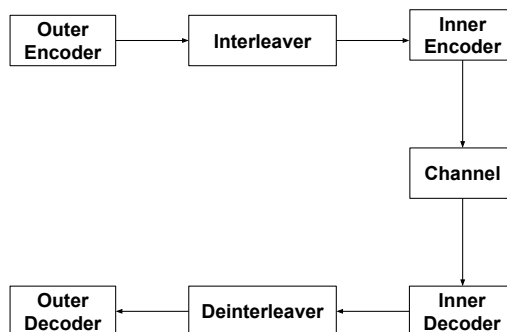 Outer
Encoder
Interleaver
Inner
Encoder
Channel
Inner
Decoder
Deinterleaver
Outer
Decoder